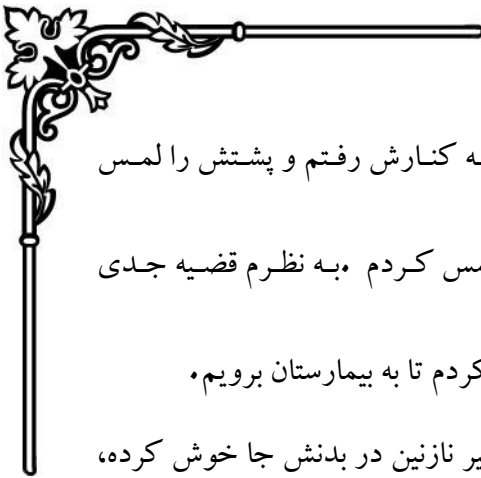 کنارش رفتم و پشتش را لمس
کردم .به نظرم قضیه جدی
کردم تا به بیمارستان برویم.
نازنین در بدنش جا خوش کرده،